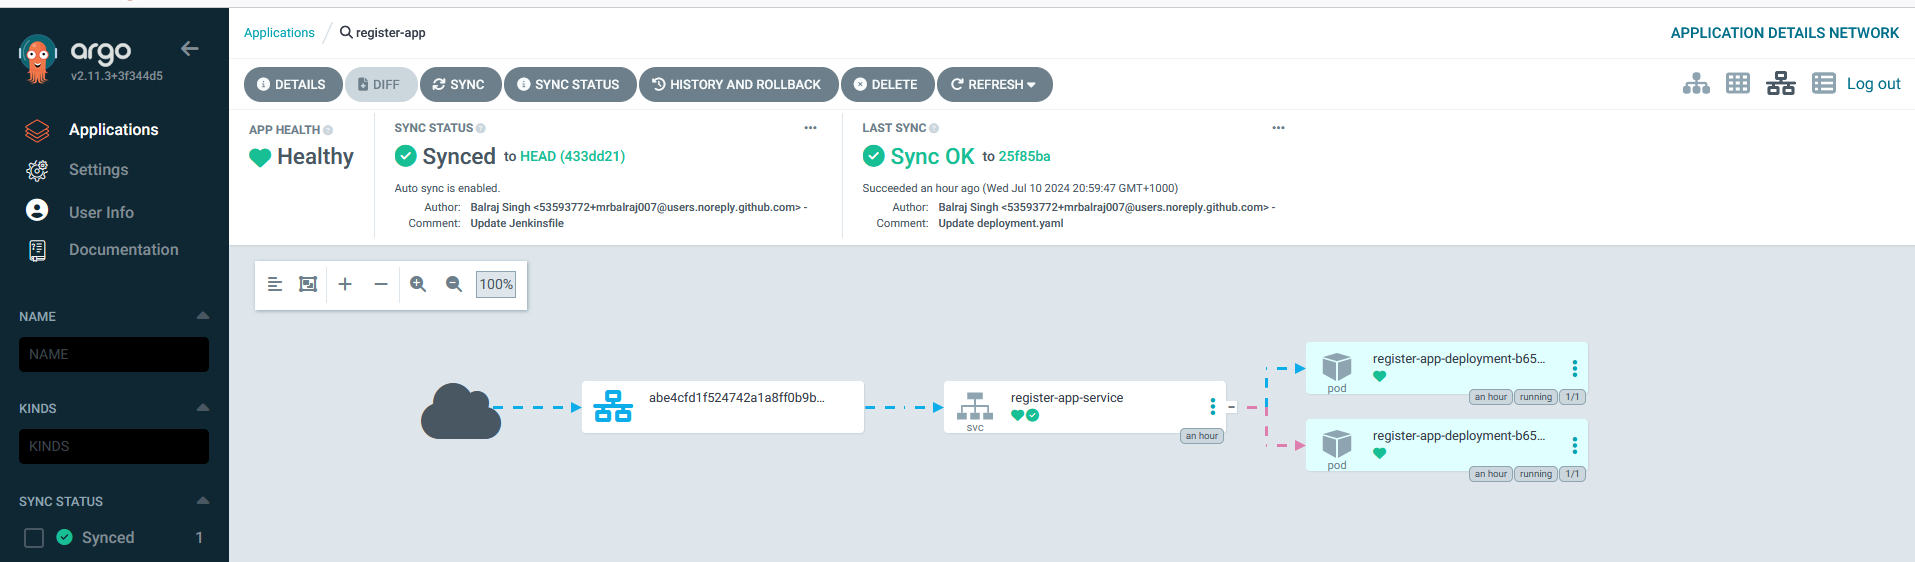 argo
v2.11.3+3f344d5
Applications
Settings
User Info
Documentation
NAME
NAME
KINDS
KINDS
SYNC STATUS
Synced 1
Applications / register-app
APPLICATION DETAILS NETWORK
DETAILS DIFF SYNC SYNC STATUS HISTORY AND ROLLBACK DELETE REFRESH
Log out
APP HEALTH
Healthy
SYNC STATUS
Synced to HEAD (433dd21)
Auto sync is enabled.
Author: Balraj Singh <53593772+mrbalraj007@users.noreply.github.com> -
Comment: Update Jenkinsfile
LAST SYNC
Sync OK to 25f85ba
Succeeded an hour ago (Wed Jul 10 2024 20:59:47 GMT+1000)
Author: Balraj Singh <53593772+mrbalraj007@users.noreply.github.com> -
Comment: Update deployment.yaml
100%
abe4cfd1f524742a1a8ff0b9b...
register-app-service
svc
an hour
register-app-deployment-b65...
pod
an hour running 1/1
register-app-deployment-b65...
pod
an hour running 1/1